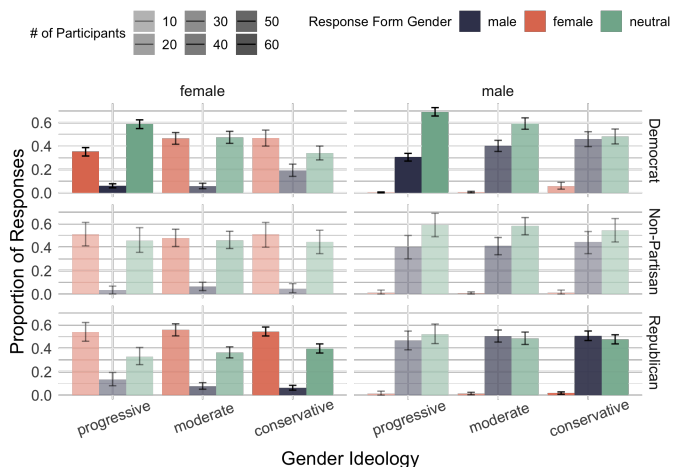 # of Participants 10 30 50
20 40 60
Response Form Gender male female neutral
female male
Proportion of Responses
0.6
0.4
0.2
0.0
Democrat
0.6
0.4
0.2
0.0
Non-Partisan
0.6
0.4
0.2
0.0
Republican
progressive moderate conservative progressive moderate conservative
Gender Ideology